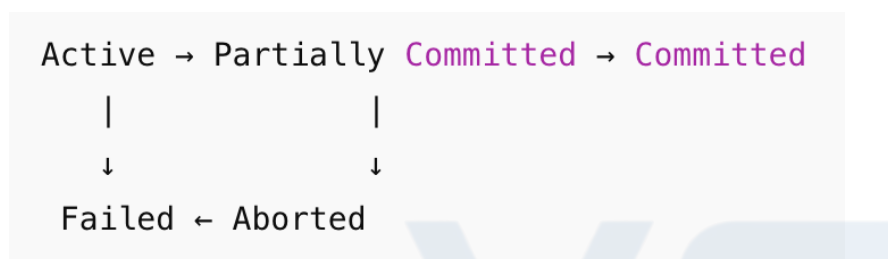 Active → Partially Committed → Committed
| |
↓ ↓
Failed ← Aborted